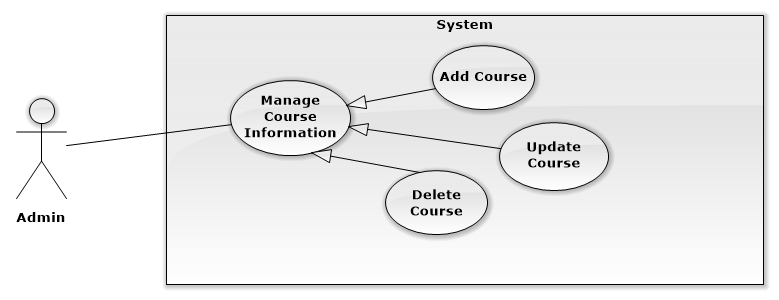 System
Add Course
Manage
Course
Information
Update
Course
Delete
Course
Admin